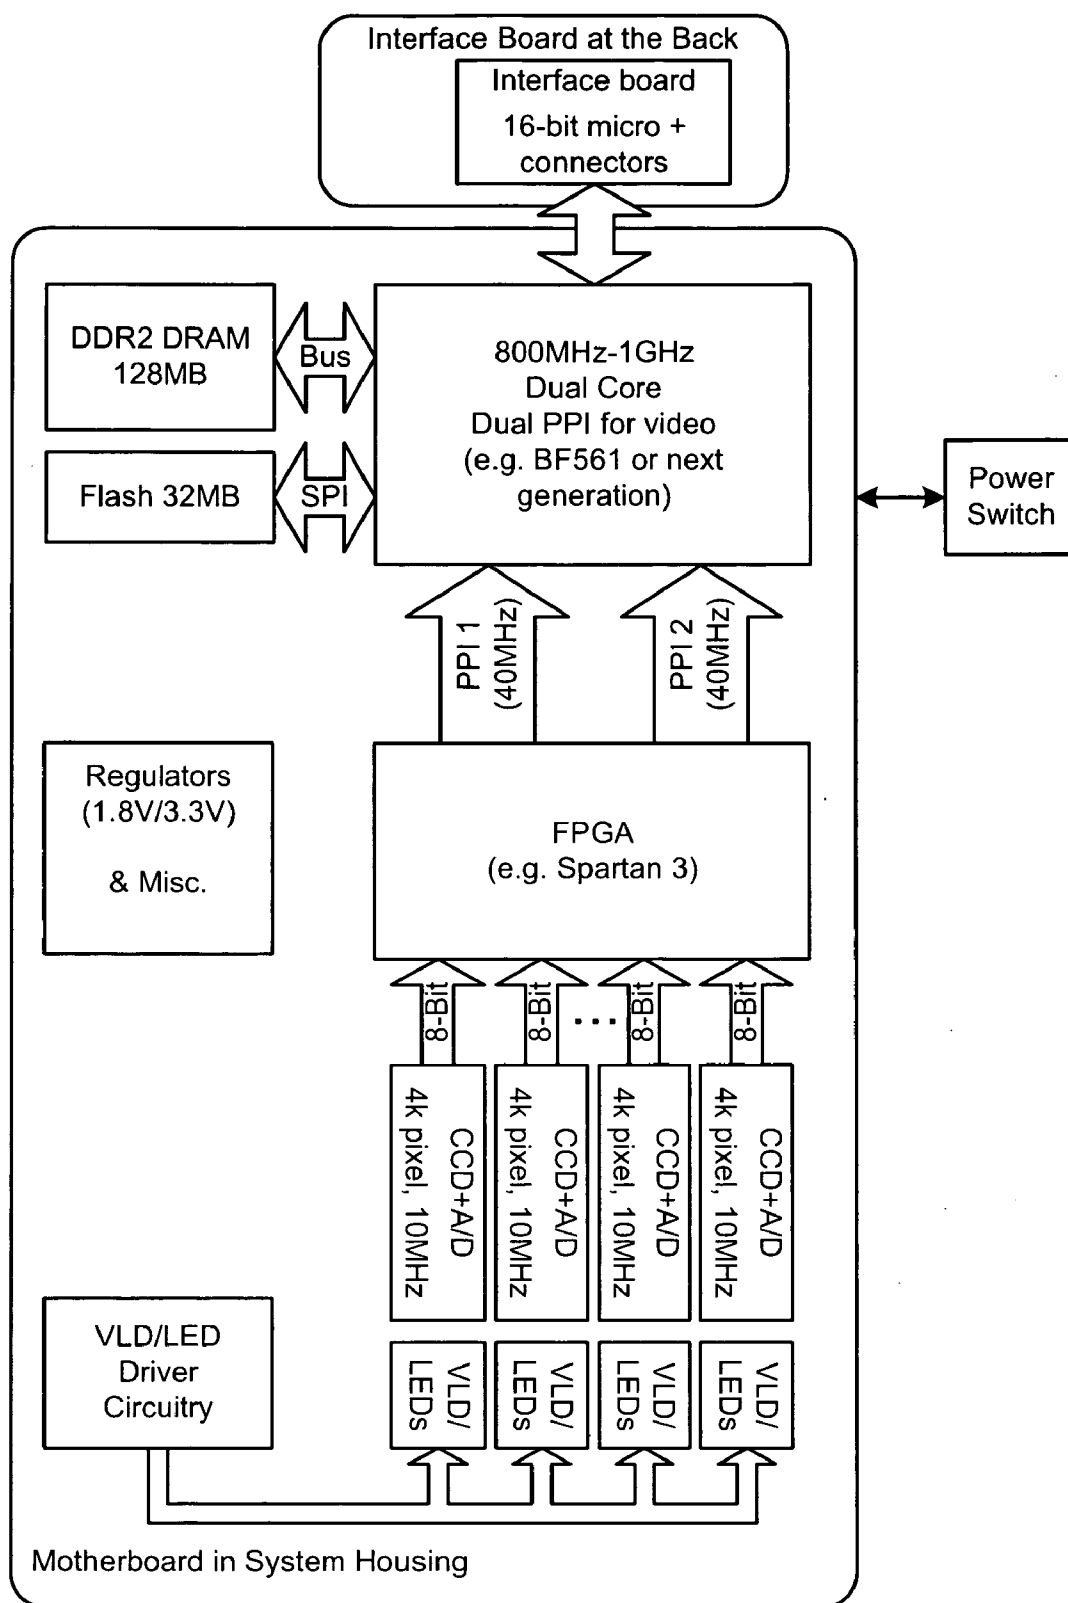 Interface Board at the Back
Interface board
16-bit micro +
connectors
DDR2 DRAM
128MB
Bus
800MHz-1GHz
Dual Core
Dual PPI for video
(e.g. BF561 or next
generation)
Flash 32MB
SPI
Power
Switch
PPI 1
(40MHz)
PPI 2
(40MHz)
Regulators
(1.8V/3.3V)
& Misc.
FPGA
(e.g. Spartan 3)
8-Bit
8-Bit
...
8-Bit
8-Bit
CCD+A/D
4k pixel, 10MHz
CCD+A/D
4k pixel, 10MHz
CCD+A/D
4k pixel, 10MHz
CCD+A/D
4k pixel, 10MHz
VLD/LED
Driver
Circuitry
VLD/
LEDs
VLD/
LEDs
VLD/
LEDs
VLD/
LEDs
Motherboard in System Housing